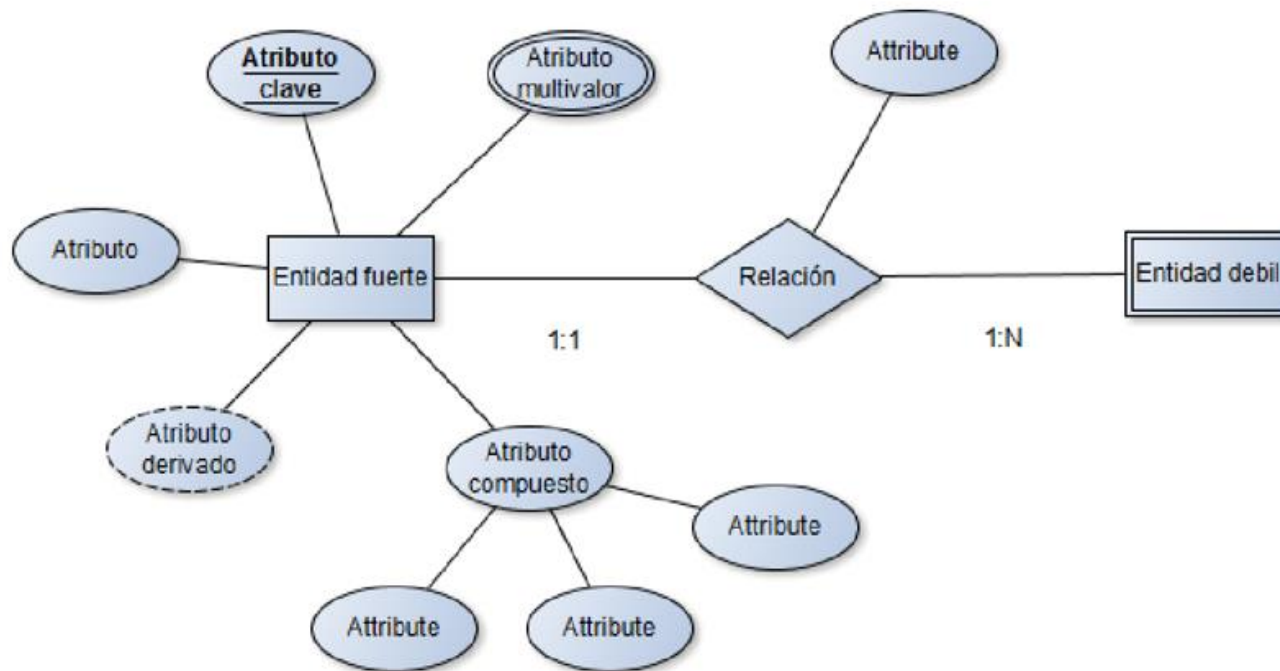 Atributo
clave
Atributo
multivalor
Attribute
Atributo
Entidad fuerte
Relación
Entidad debil
1:1
1:N
Atributo
derivado
Atributo
compuesto
Attribute
Attribute
Attribute